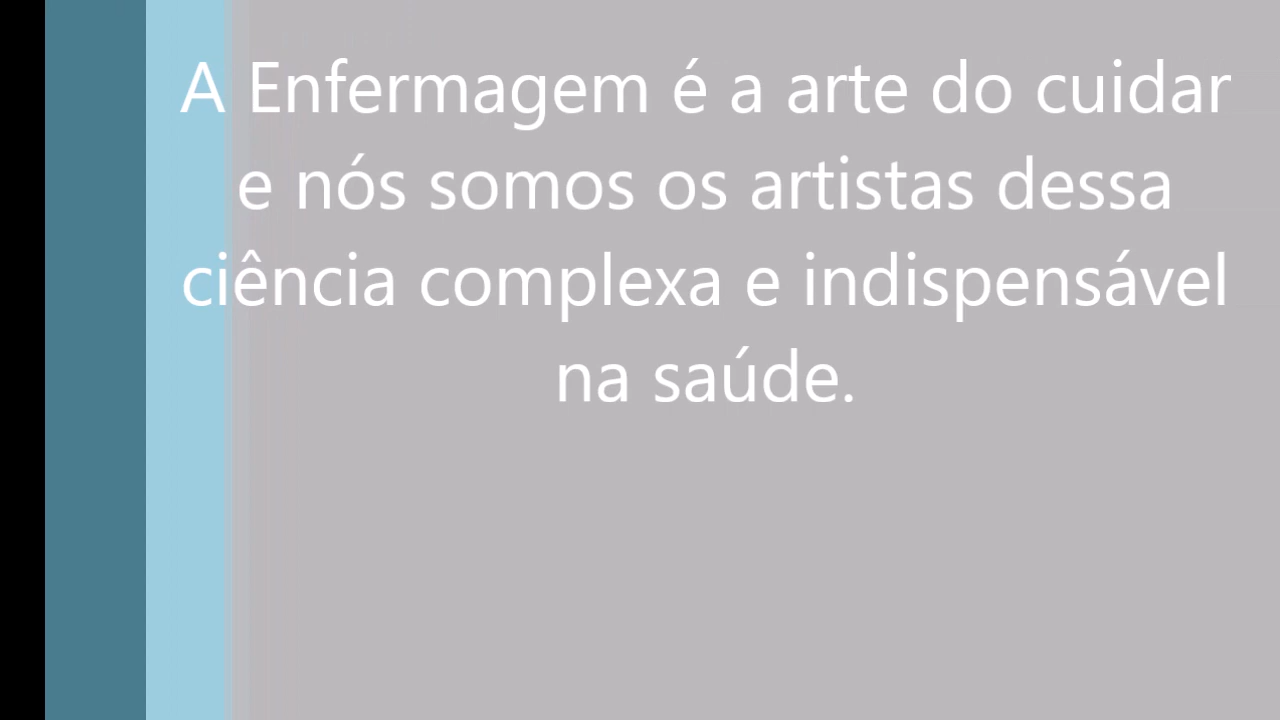 A Enfermagem é a arte do cuidar
e nós somos os artistas dessa
ciência complexa e indispensável
na saúde.